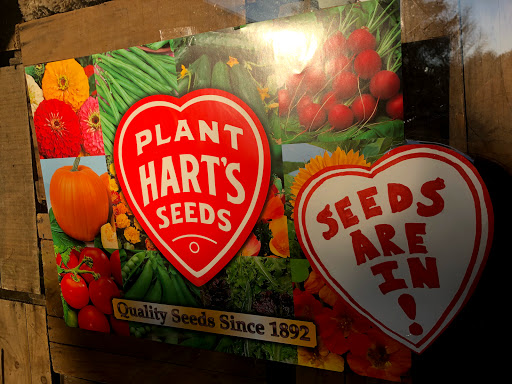 PLANT
HART'S
SEEDS
Quality Seeds Since 1892
SEEDS
ARE
IN!